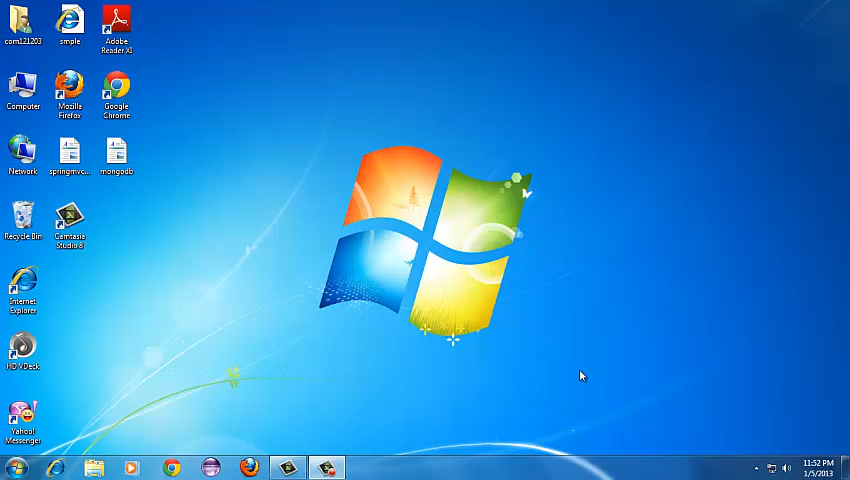 com121203
smple
Adobe
Reader XI
Computer
Mozilla
Firefox
Google
Chrome
Network
springmvc...
mongodb
Recycle Bin
Camtasia
Studio 8
Internet
Explorer
HD VDeck
Yahoo!
Messenger
11:52 PM
1/5/2013